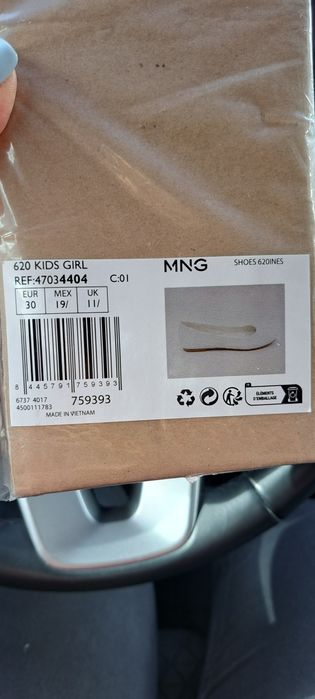 620 KIDS GIRL
MNG
SHOES 620INES
REF:47034404
C:01
EUR MEX UK
30 19/ 11/
8 445791 759393
6737 4017
4500111783
759393
MADE IN VIETNAM
ÉLÉMENTS
D'EMBALLAGE